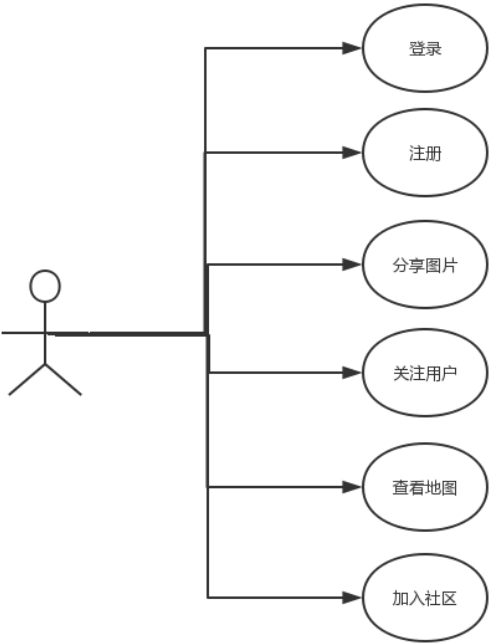 登录
注册
分享图片
关注用户
查看地图
加入社区